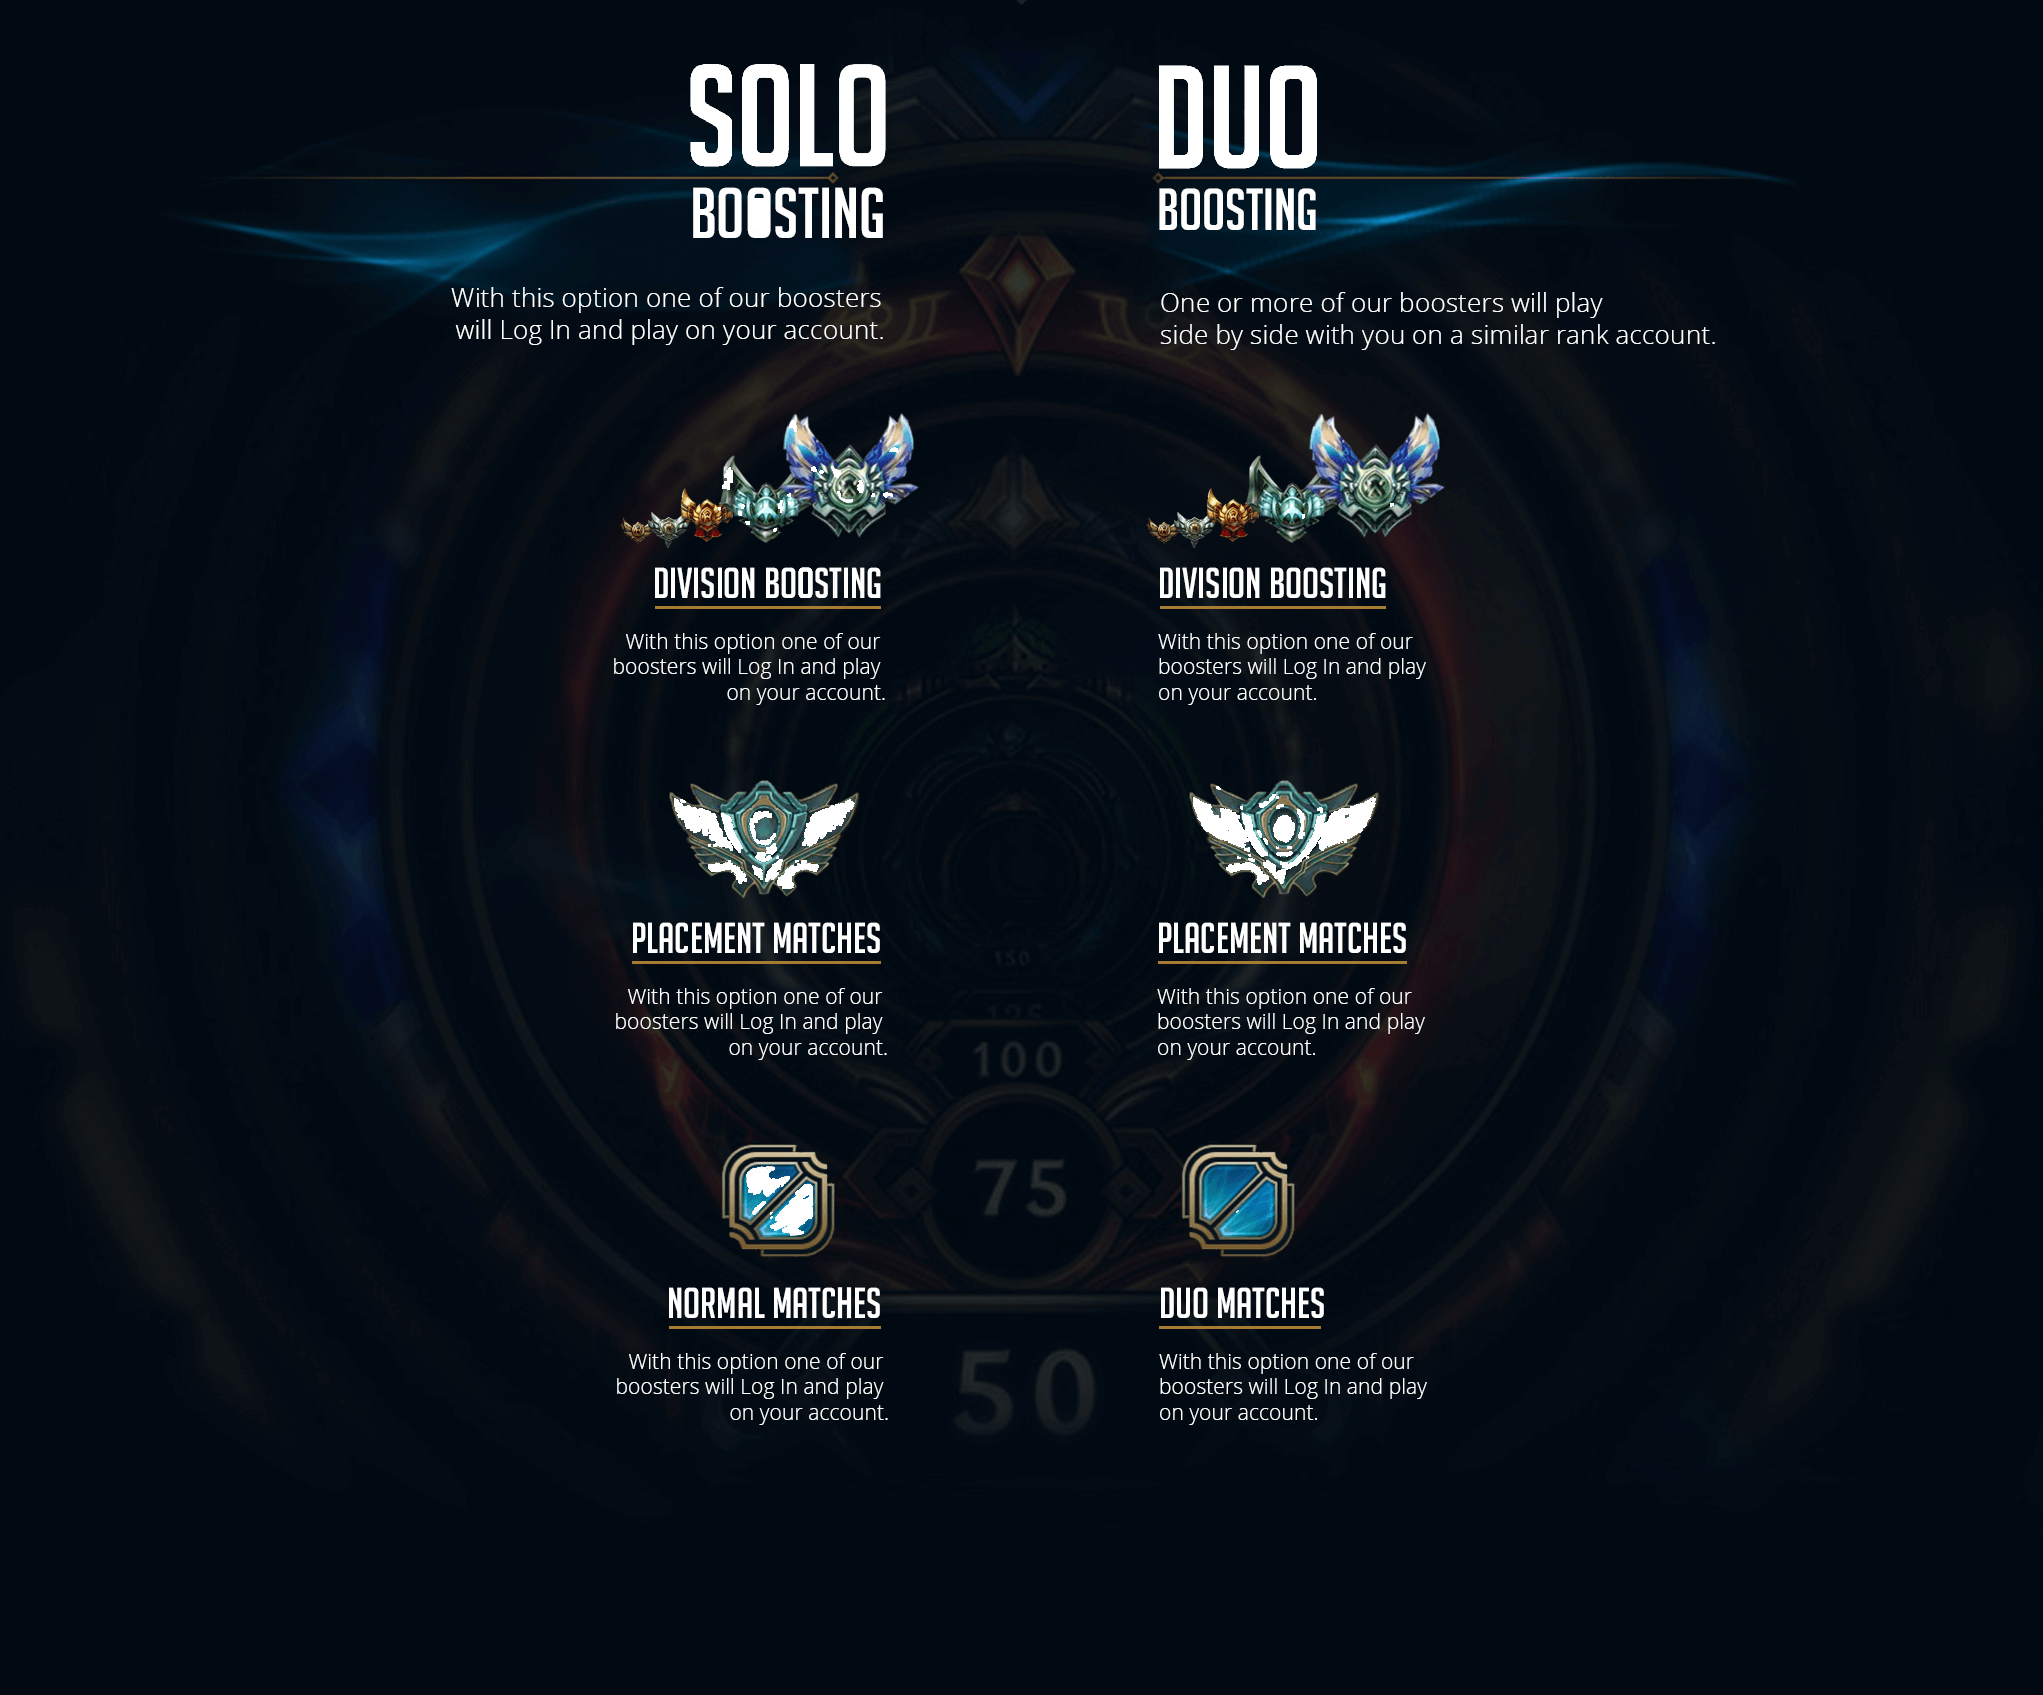 SOLO
BOOSTING
With this option one of our boosters
will Log In and play on your account.
DUO
BOOSTING
One or more of our boosters will play
side by side with you on a similar rank account.
DIVISION BOOSTING
With this option one of our
boosters will Log In and play
on your account.
DIVISION BOOSTING
With this option one of our
boosters will Log In and play
on your account.
PLACEMENT MATCHES
With this option one of our
boosters will Log In and play
on your account.
PLACEMENT MATCHES
With this option one of our
boosters will Log In and play
on your account.
150
125
100
75
NORMAL MATCHES
With this option one of our
boosters will Log In and play
on your account.
DUO MATCHES
With this option one of our
boosters will Log In and play
on your account.
50